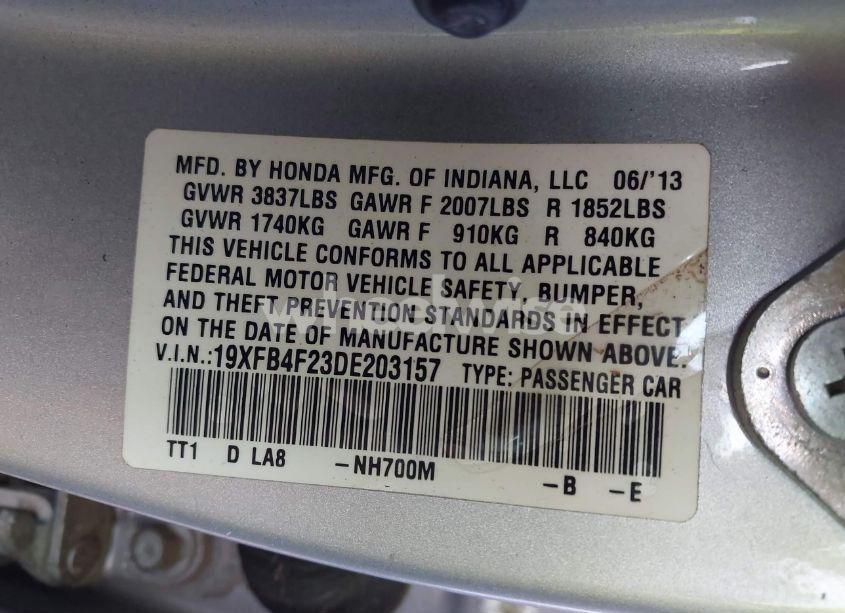 MFD. BY HONDA MFG. OF INDIANA, LLC 06/'13
GVWR 3837LBS GAWR F 2007LBS R 1852LBS
GVWR 1740KG GAWR F 910KG R 840KG
THIS VEHICLE CONFORMS TO ALL APPLICABLE
FEDERAL MOTOR VEHICLE SAFETY, BUMPER,
AND THEFT PREVENTION STANDARDS IN EFFECT
ON THE DATE OF MANUFACTURE SHOWN ABOVE.
V.I.N.:19XFB4F23DE203157 TYPE: PASSENGER CAR
TT1 D LA8 -NH700M -B -E